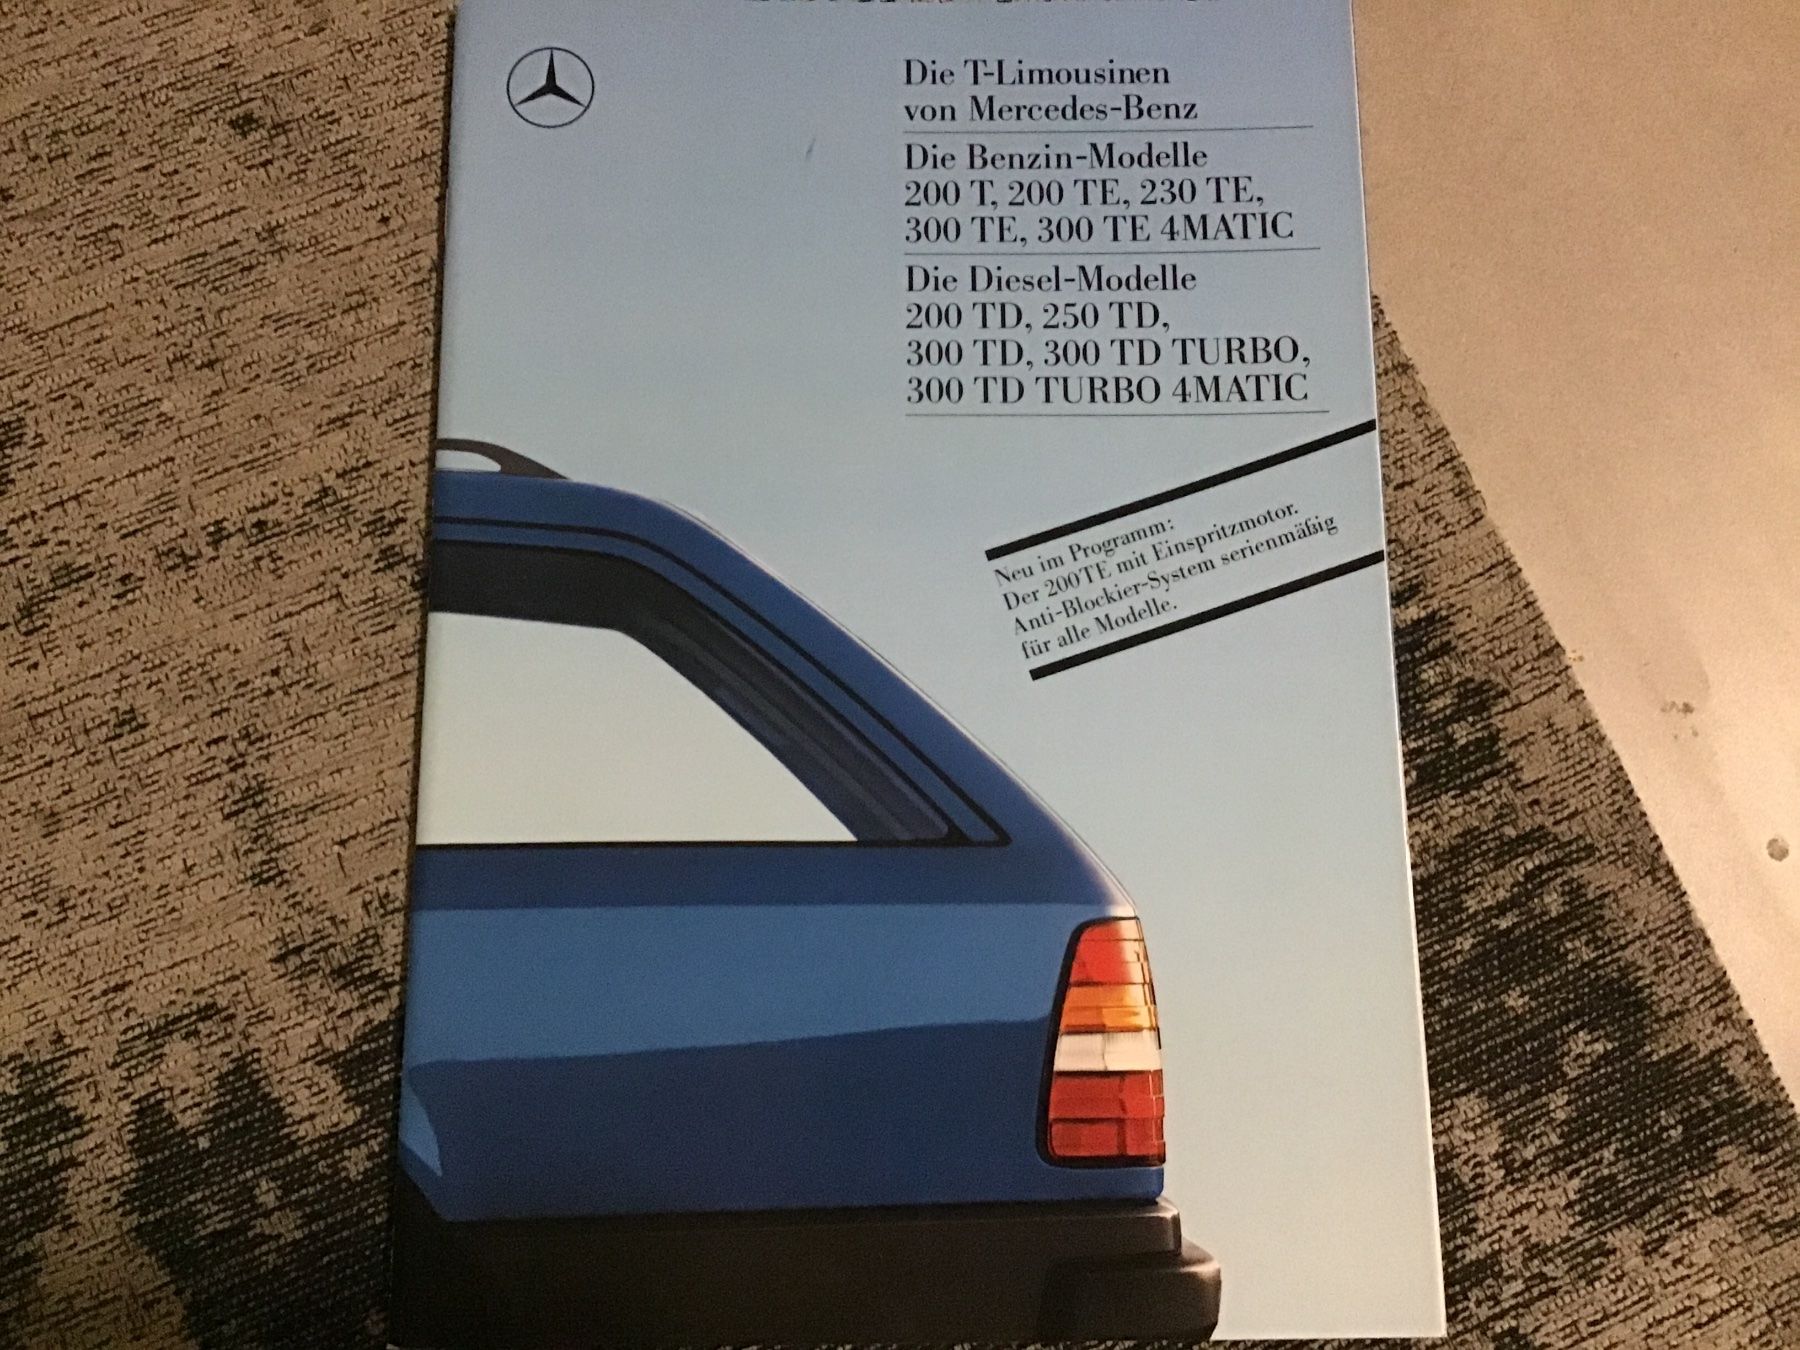 Die T-Limousinen
von Mercedes-Benz
Die Benzin-Modelle
200 T, 200 TE, 230 TE,
300 TE, 300 TE 4MATIC
Die Diesel-Modelle
200 TD, 250 TD,
300 TD, 300 TD TURBO,
300 TD TURBO 4MATIC
Neu im Programm:
Der 200TE mit Einspritzmotor.
Anti-Blockier-System serienmäßig
für alle Modelle.